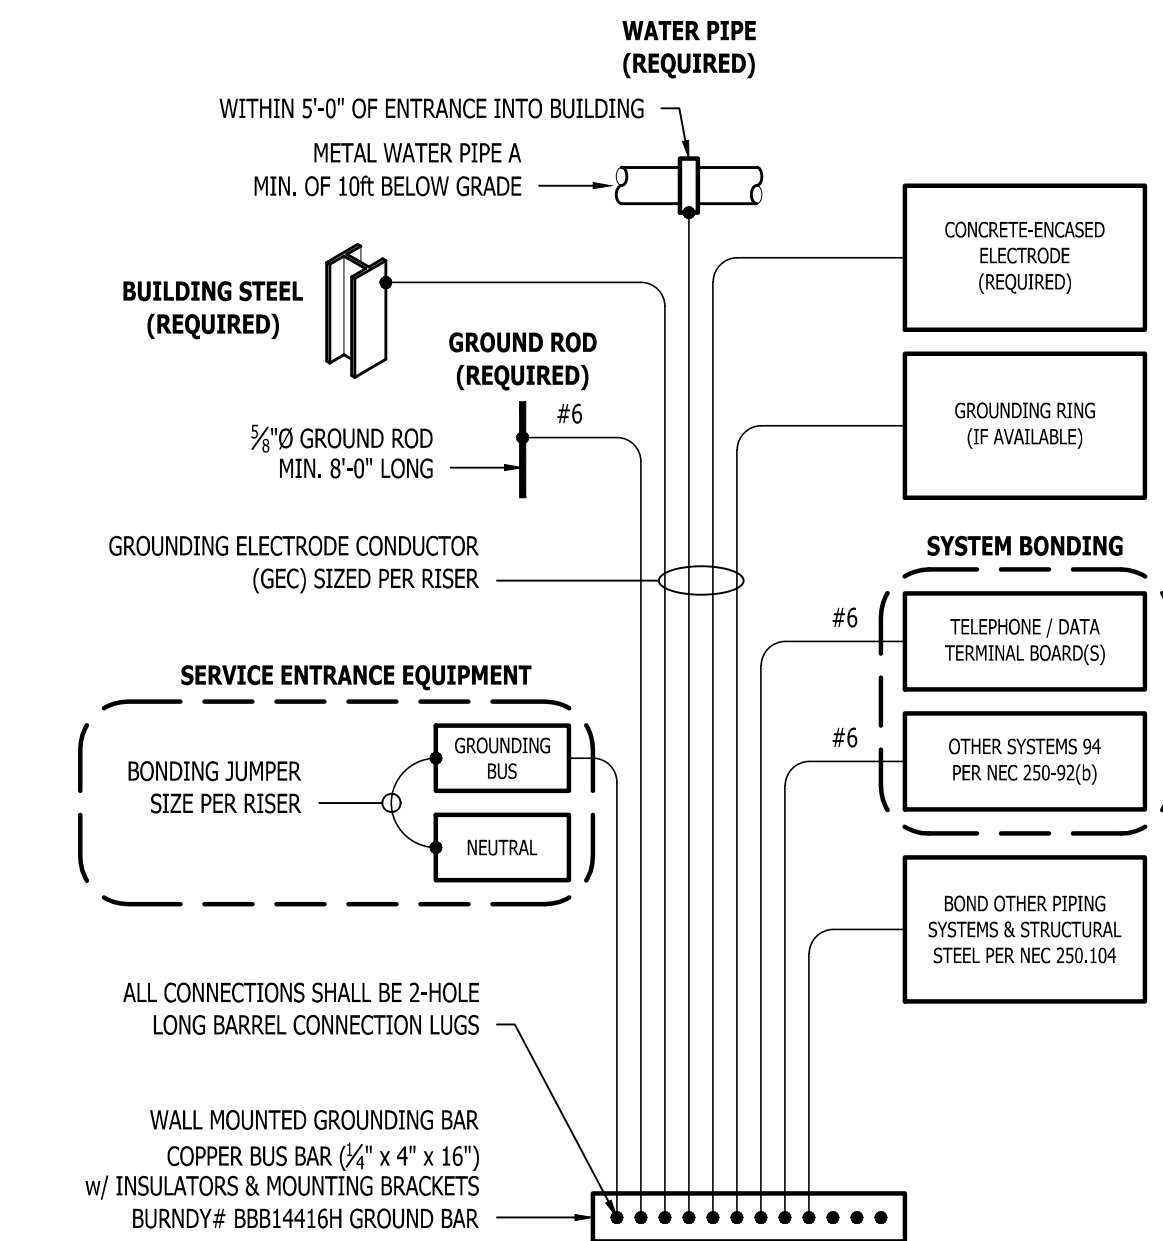 WATER PIPE
(REQUIRED)
WITHIN 5'-0" OF ENTRANCE INTO BUILDING
METAL WATER PIPE A
MIN. OF 10ft BELOW GRADE
CONCRETE-ENCASED
ELECTRODE
(REQUIRED)
BUILDING STEEL
(REQUIRED)
GROUND ROD
(REQUIRED)
#6
⅝"Ø GROUND ROD
MIN. 8'-0" LONG
GROUNDING RING
(IF AVAILABLE)
GROUNDING ELECTRODE CONDUCTOR
(GEC) SIZED PER RISER
SYSTEM BONDING
#6
TELEPHONE / DATA
TERMINAL BOARD(S)
#6
OTHER SYSTEMS 94
PER NEC 250-92(b)
SERVICE ENTRANCE EQUIPMENT
GROUNDING
BUS
BONDING JUMPER
SIZE PER RISER
NEUTRAL
BOND OTHER PIPING
SYSTEMS & STRUCTURAL
STEEL PER NEC 250.104
ALL CONNECTIONS SHALL BE 2-HOLE
LONG BARREL CONNECTION LUGS
WALL MOUNTED GROUNDING BAR
COPPER BUS BAR (¼" x 4" x 16")
w/ INSULATORS & MOUNTING BRACKETS
BURNDY# BBB14416H GROUND BAR